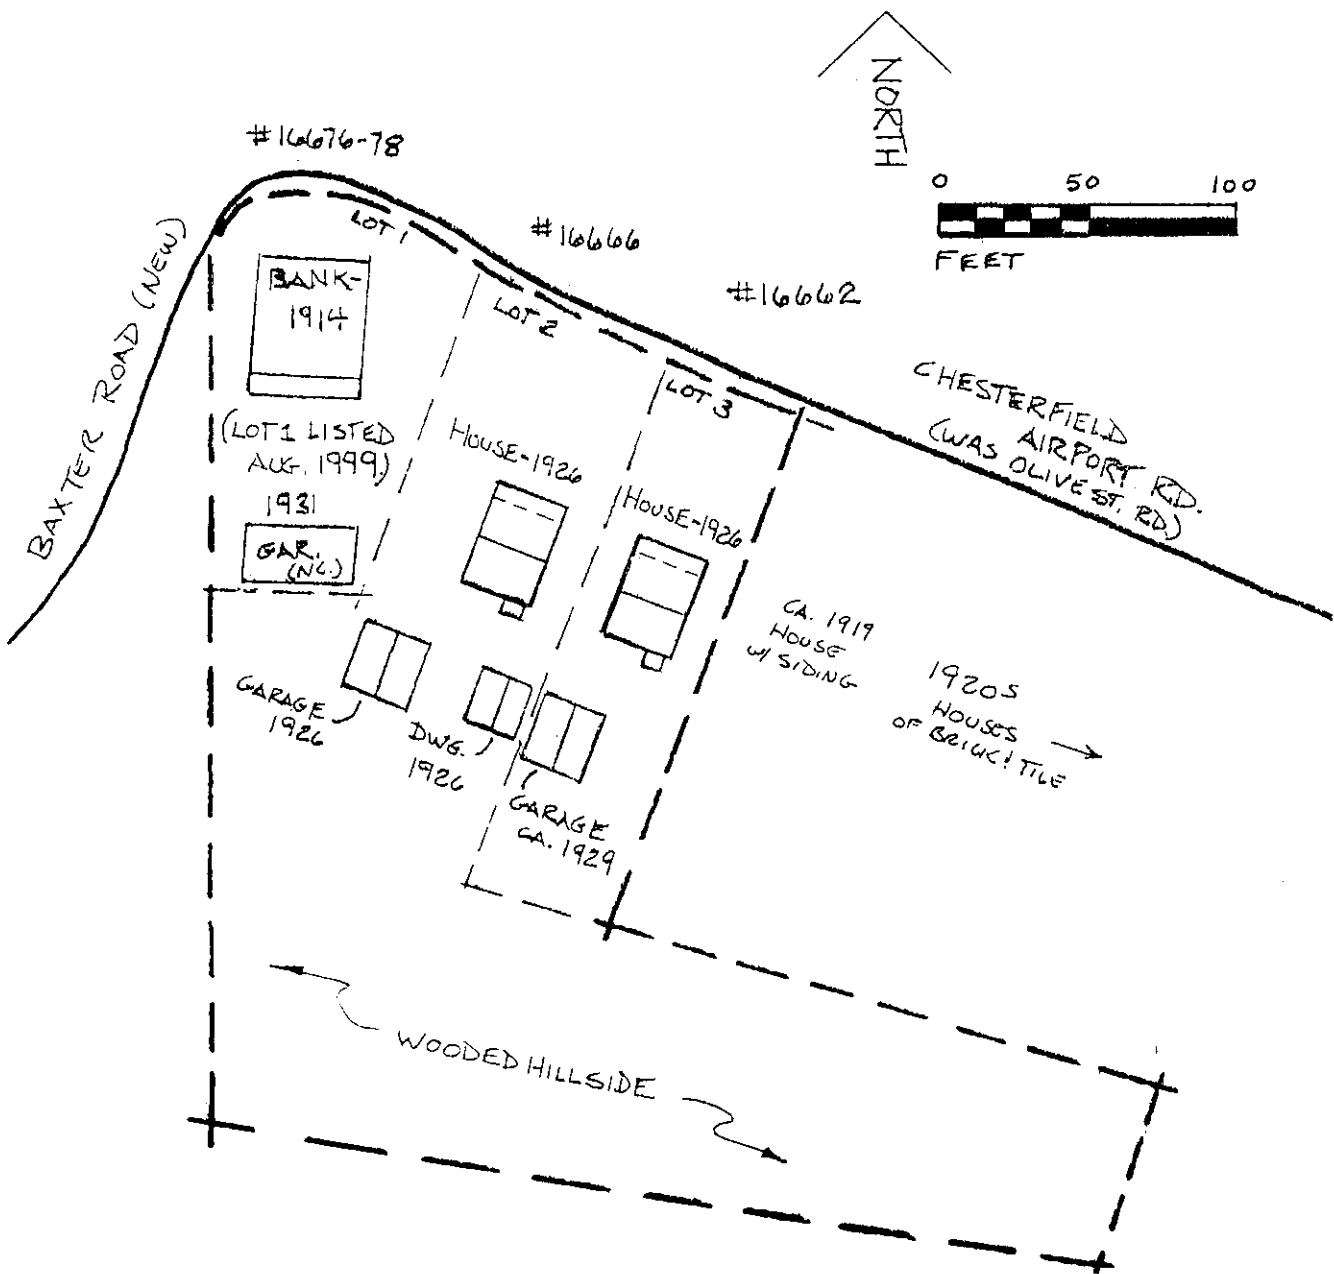 NORTH
0 50 100
FEET
#16676-78
#16666
#16662
LOT 1
LOT 2
LOT 3
BAXTER ROAD (NEW)
BANK-
1914
(LOT 1 LISTED
AUG. 1999)
1931
GAR.
(NC.)
HOUSE-1926
HOUSE-1926
CHESTERFIELD
AIRPORT RD.
(WAS OLIVE ST. RD.)
CA. 1919
HOUSE
W/ SIDING
1920S
HOUSES
OF BRICK & TILE
GARAGE
1926
DWG.
1926
GARAGE
CA. 1929
WOODED HILLSIDE